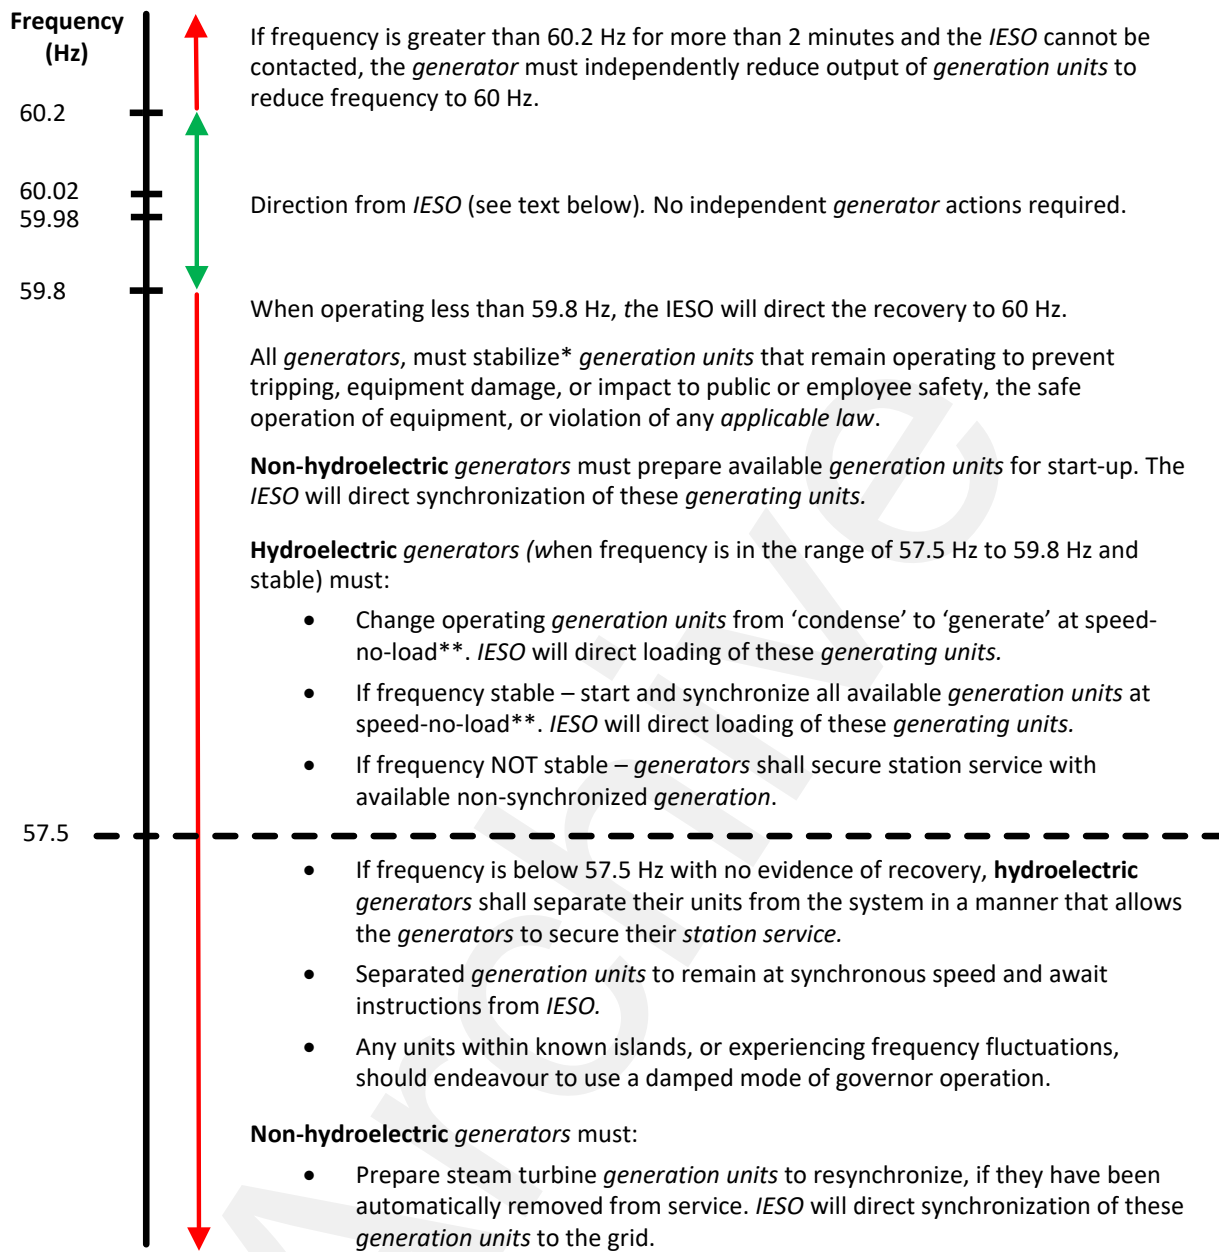 Frequency
(Hz)
If frequency is greater than 60.2 Hz for more than 2 minutes and the IESO cannot be
contacted, the generator must independently reduce output of generation units to
reduce frequency to 60 Hz.
60.2
60.02
59.98
Direction from IESO (see text below). No independent generator actions required.
59.8
When operating less than 59.8 Hz, the IESO will direct the recovery to 60 Hz.
All generators, must stabilize* generation units that remain operating to prevent
tripping, equipment damage, or impact to public or employee safety, the safe
operation of equipment, or violation of any applicable law.
Non-hydroelectric generators must prepare available generation units for start-up. The
IESO will direct synchronization of these generating units.
Hydroelectric generators (when frequency is in the range of 57.5 Hz to 59.8 Hz and
stable) must:
• Change operating generation units from ‘condense’ to ‘generate’ at speed-
no-load**. IESO will direct loading of these generating units.
• If frequency stable – start and synchronize all available generation units at
speed-no-load**. IESO will direct loading of these generating units.
• If frequency NOT stable – generators shall secure station service with
available non-synchronized generation.
57.5
• If frequency is below 57.5 Hz with no evidence of recovery, hydroelectric
generators shall separate their units from the system in a manner that allows
the generators to secure their station service.
• Separated generation units to remain at synchronous speed and await
instructions from IESO.
• Any units within known islands, or experiencing frequency fluctuations,
should endeavour to use a damped mode of governor operation.
Non-hydroelectric generators must:
• Prepare steam turbine generation units to resynchronize, if they have been
automatically removed from service. IESO will direct synchronization of these
generation units to the grid.
Archive